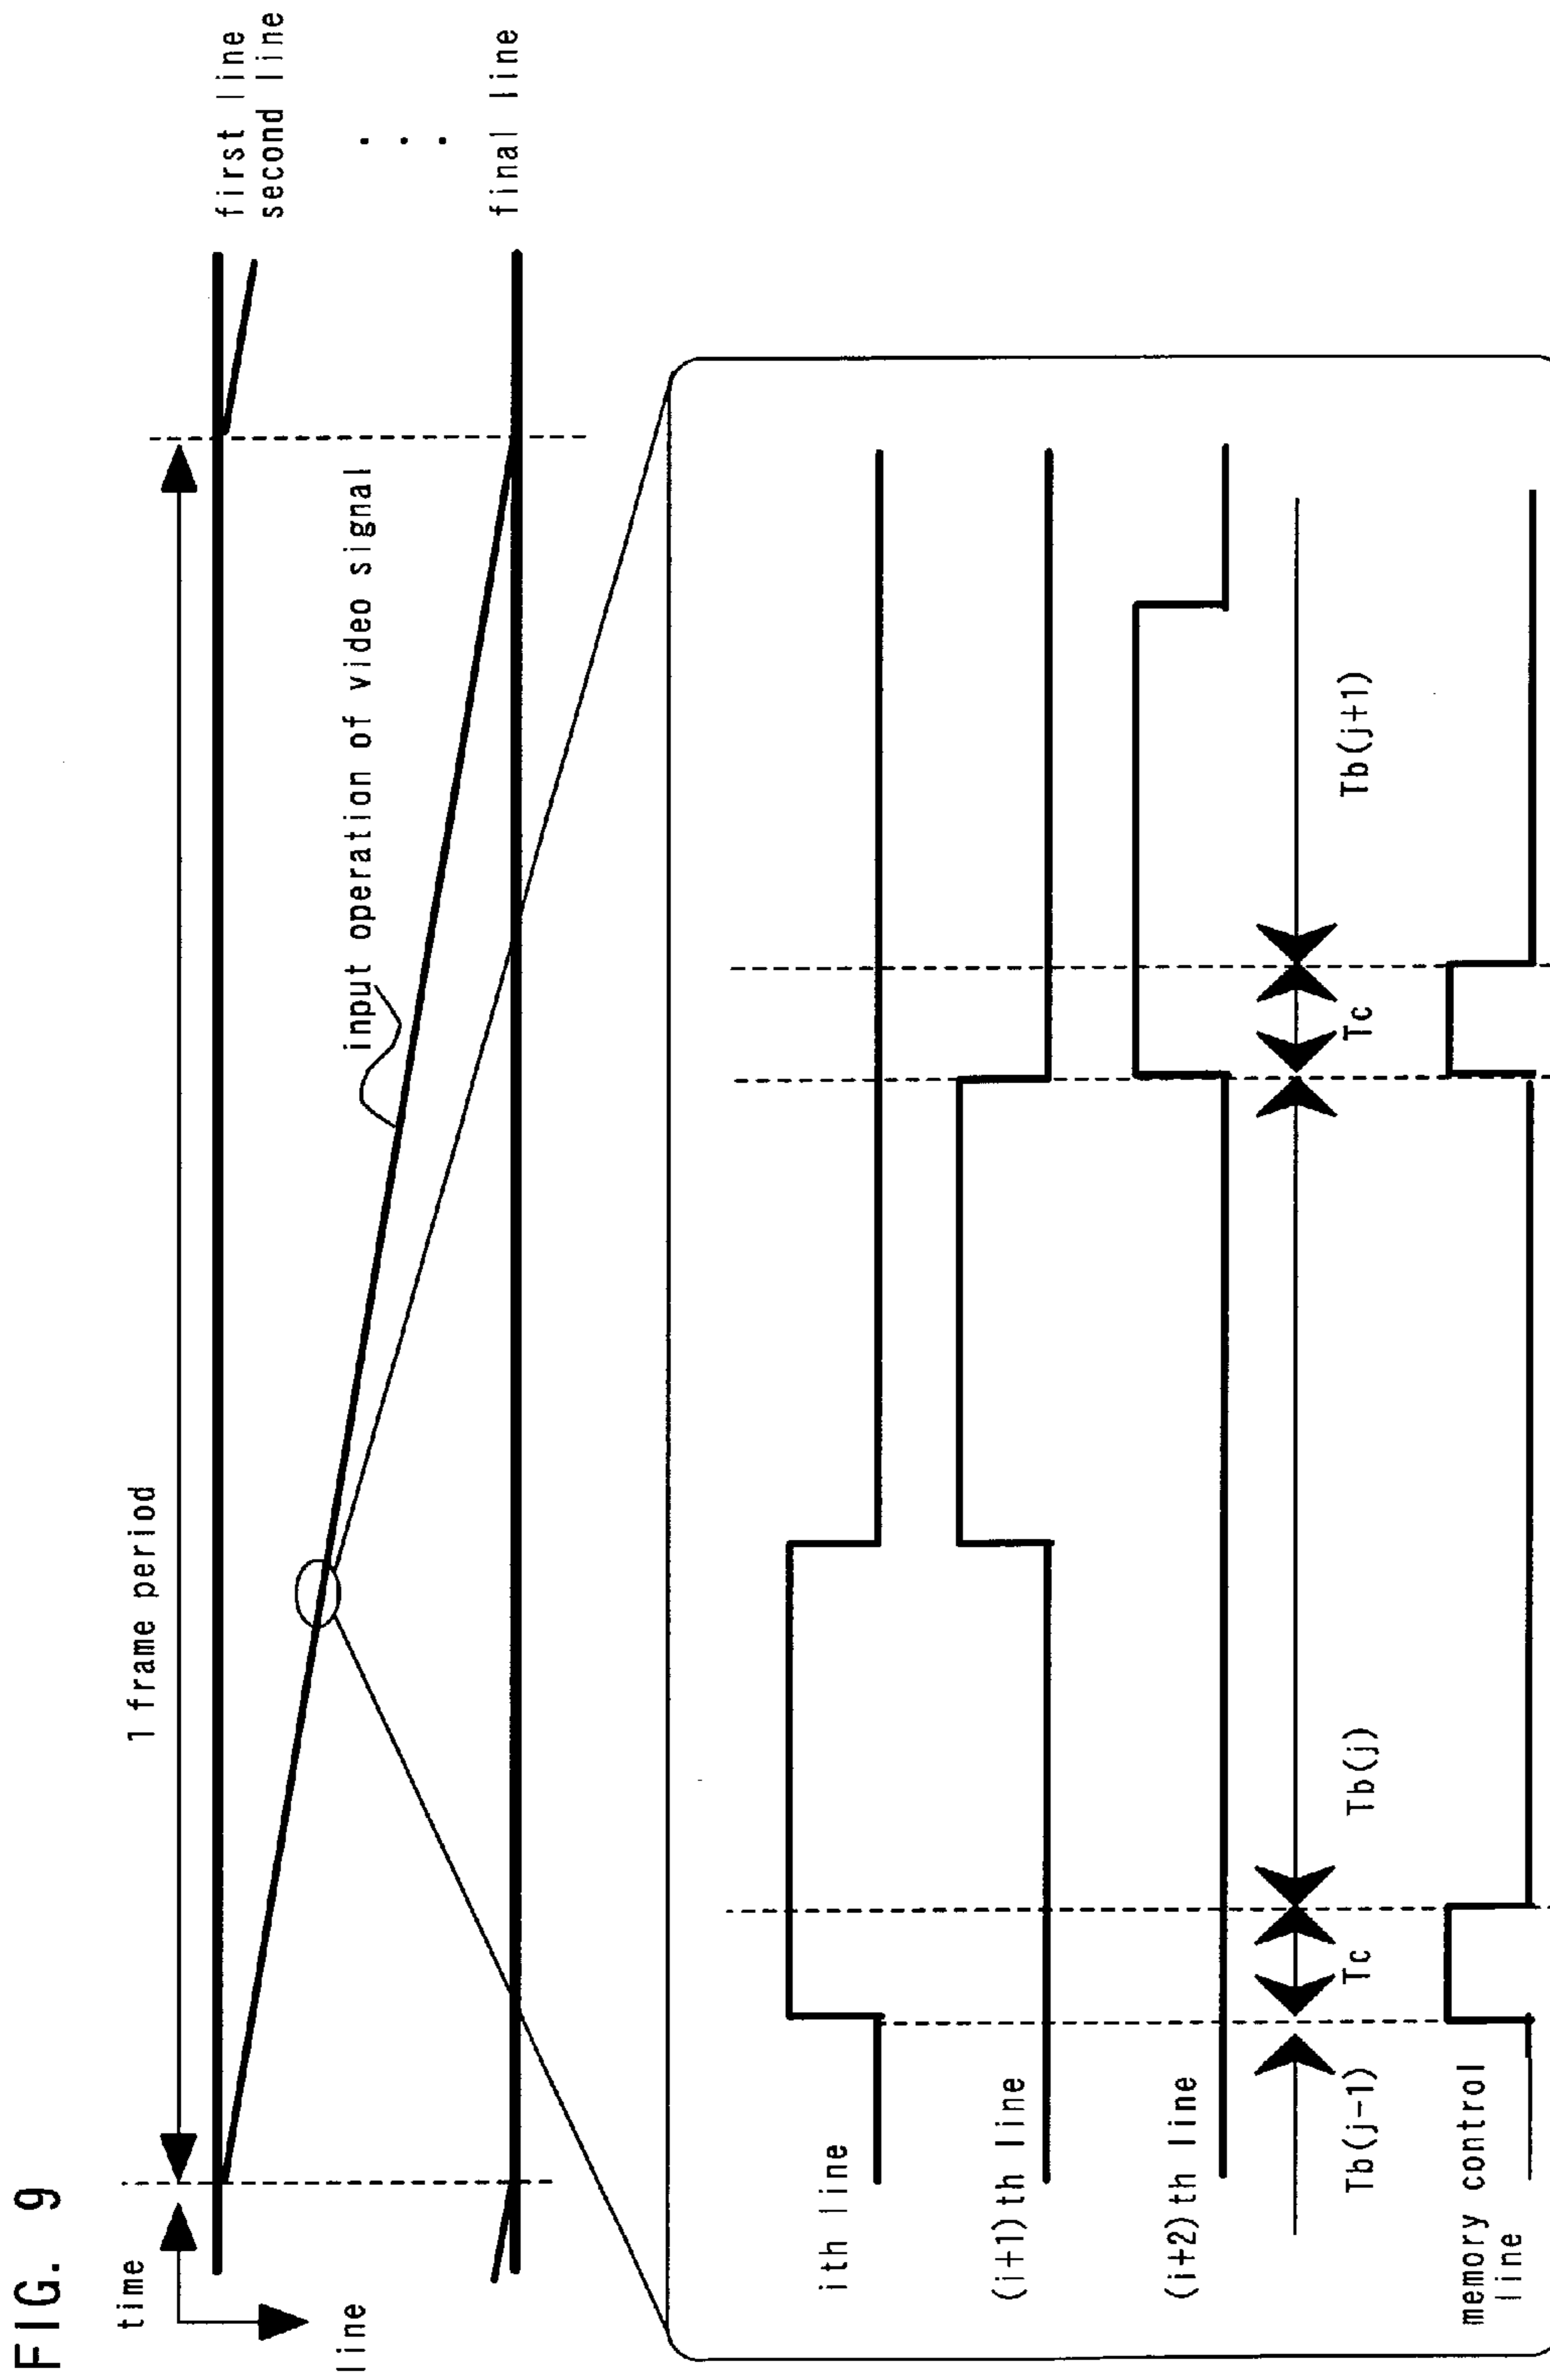 FIG. 9
time
line
1 frame period
first line
second line
final line
input operation of video signal
ith line
(i+1)th line
(i+2)th line
Tb(j-1)
Tc
Tb(j)
Tc
Tb(j+1)
memory control
line